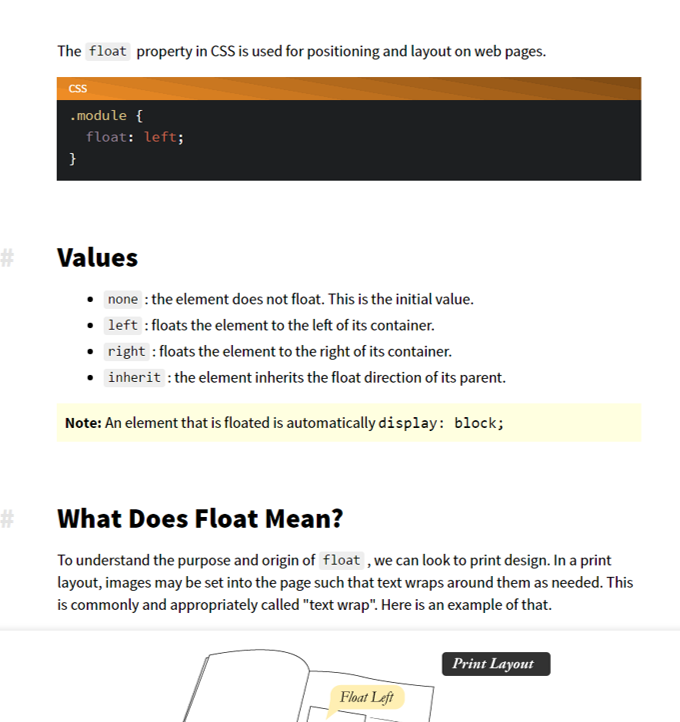 The float property in CSS is used for positioning and layout on web pages.
CSS
.module {
  float: left;
}
# Values
none : the element does not float. This is the initial value.
left : floats the element to the left of its container.
right : floats the element to the right of its container.
inherit : the element inherits the float direction of its parent.
Note: An element that is floated is automatically display: block;
# What Does Float Mean?
To understand the purpose and origin of float , we can look to print design. In a print
layout, images may be set into the page such that text wraps around them as needed. This
is commonly and appropriately called "text wrap". Here is an example of that.
Print Layout
Float Left